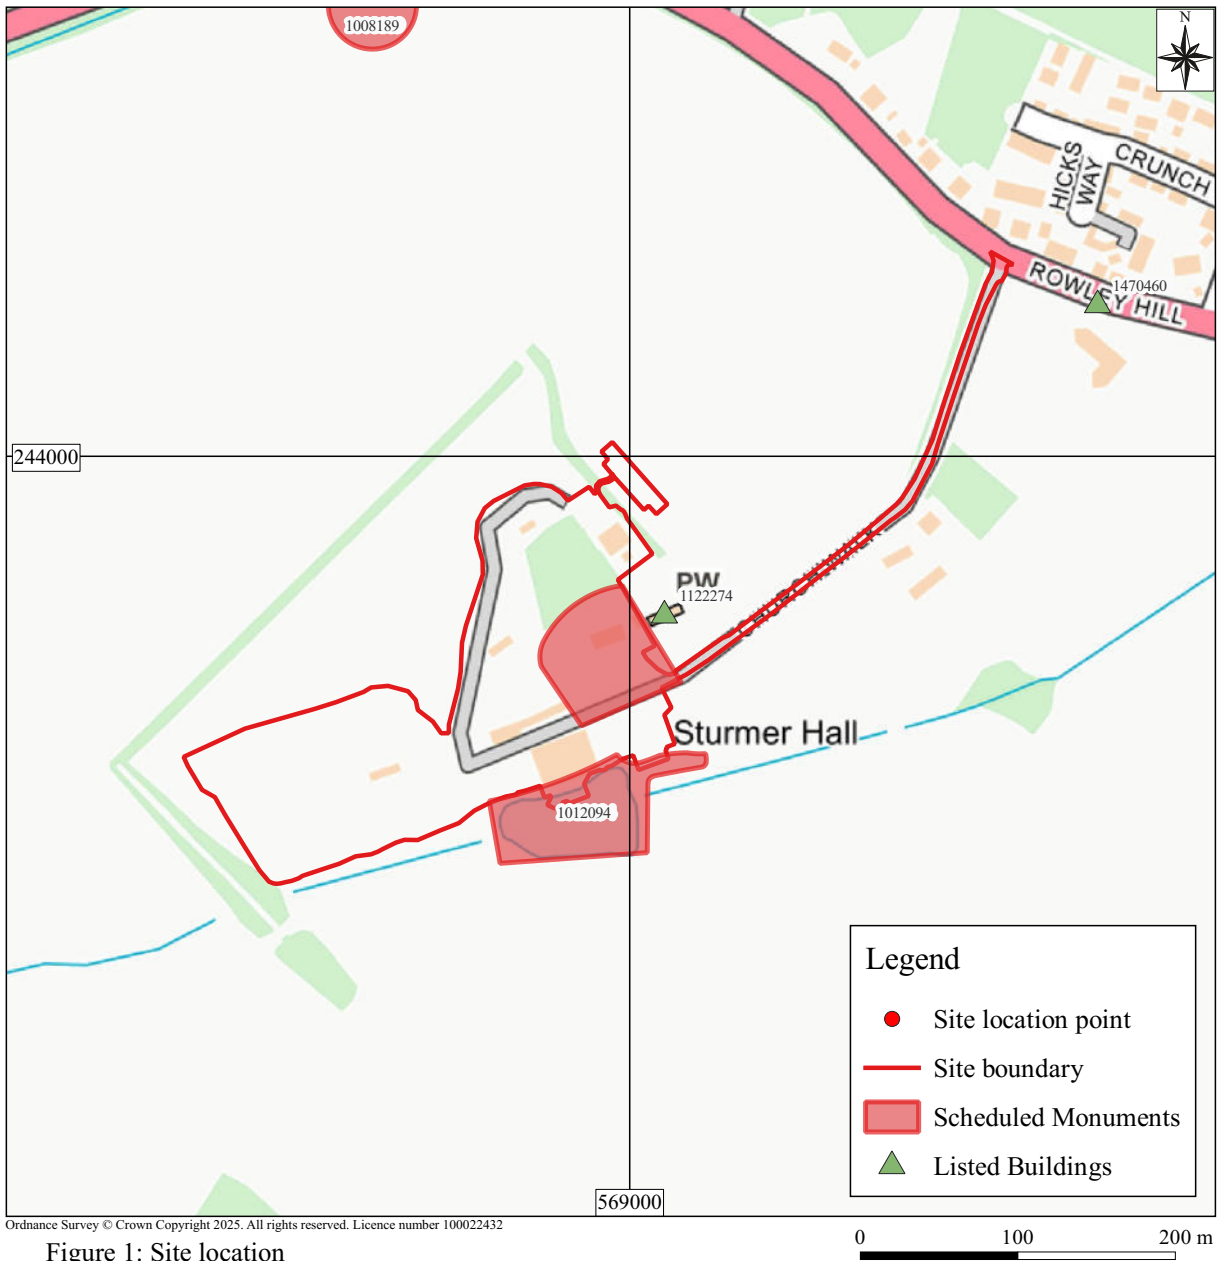 1008189
N
HICKS
WAY
CRUNCH
ROWLEY HILL
1470460
244000
PW
1122274
Sturmer Hall
1012094
Legend
Site location point
Site boundary
Scheduled Monuments
Listed Buildings
569000
Ordnance Survey © Crown Copyright 2025. All rights reserved. Licence number 100022432
Figure 1: Site location
0 100 200 m